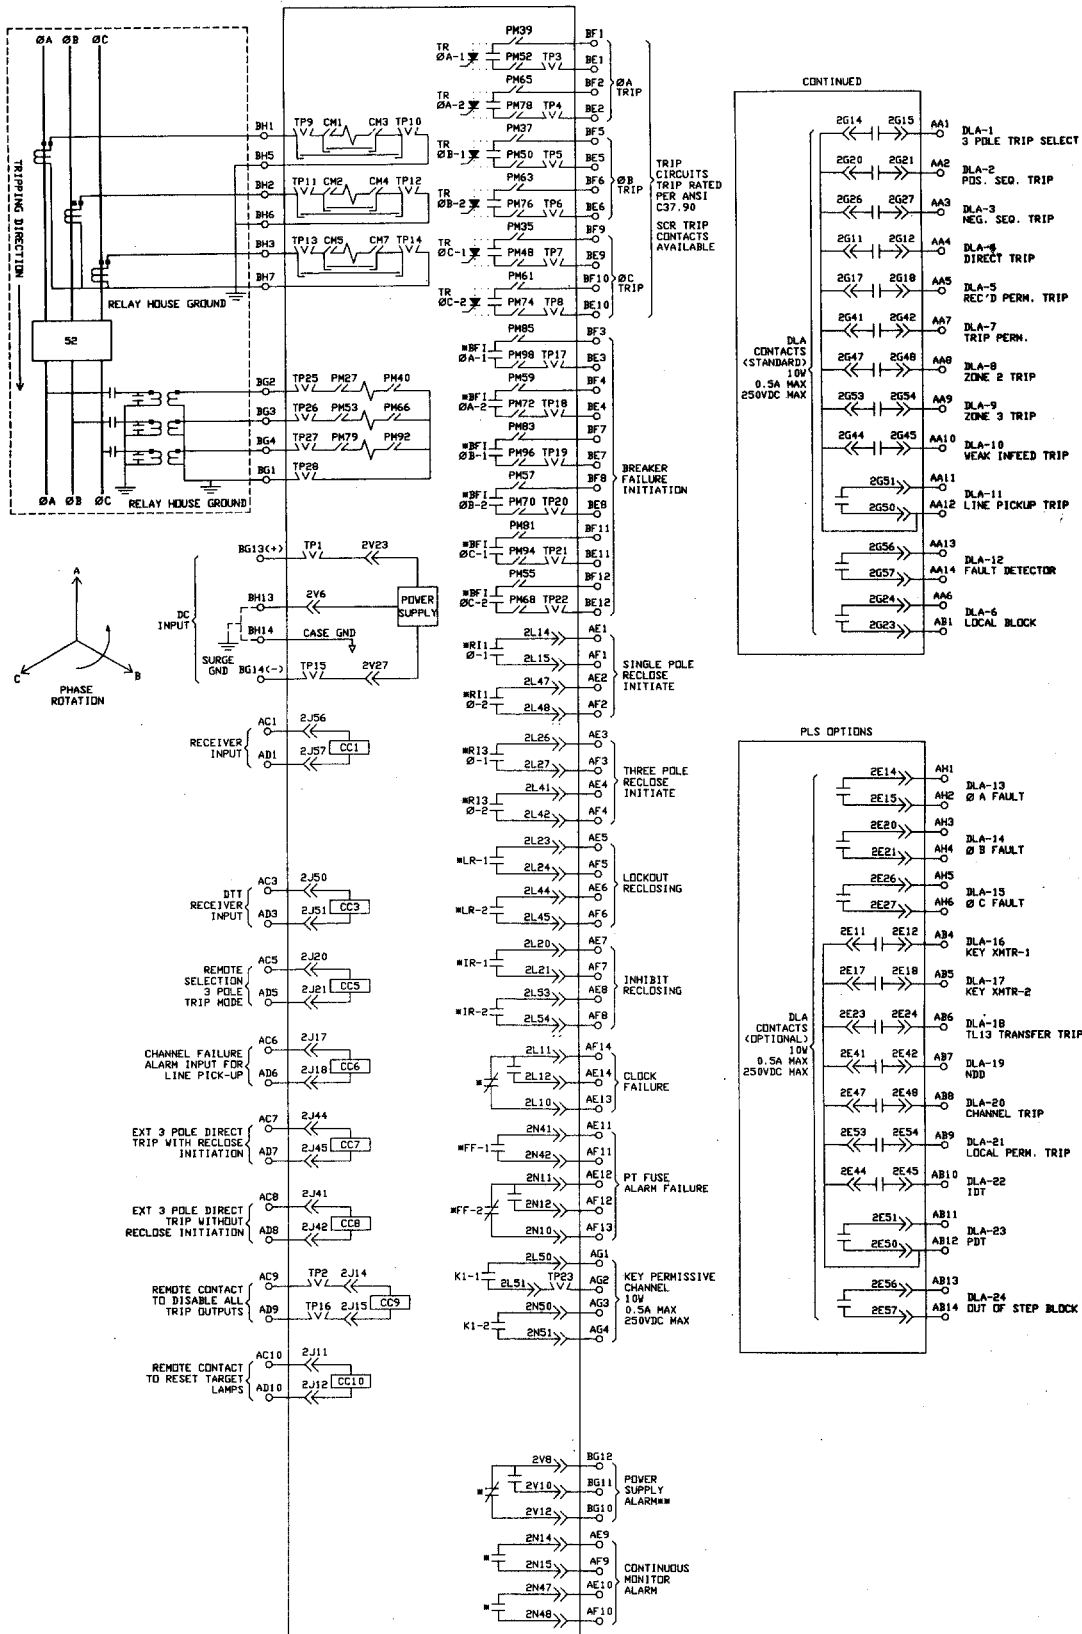 ØA ØB ØC
TRIPPING DIRECTION
52
RELAY HOUSE GROUND
ØA ØB ØC
RELAY HOUSE GROUND
A
B
C
PHASE
ROTATION
BH1 TP9 CM1 CM3 TP10
BH5
BH2 TP11 CM2 CM4 TP12
BH6
BH3 TP13 CM5 CM7 TP14
BH7
BG2 TP25 PM27 PM40
BG3 TP26 PM53 PM66
BG4 TP27 PM79 PM92
BG1 TP28
DC
INPUT
BG13(+) TP1 2V23
BH13 2V6
POWER
SUPPLY
BH14 CASE GND
SURGE
GND
BG14(-) TP15 2V27
RECEIVER
INPUT
AC1 2J56
AD1 2J57 CC1
DTT
RECEIVER
INPUT
AC3 2J50
AD3 2J51 CC3
REMOTE
SELECTION
3 POLE
TRIP MODE
AC5 2J20
AD5 2J21 CC5
CHANNEL FAILURE
ALARM INPUT FOR
LINE PICK-UP
AC6 2J17
AD6 2J18 CC6
EXT 3 POLE DIRECT
TRIP WITH RECLOSE
INITIATION
AC7 2J44
AD7 2J45 CC7
EXT 3 POLE DIRECT
TRIP WITHOUT
RECLOSE INITIATION
AC8 2J41
AD8 2J42 CC8
REMOTE CONTACT
TO DISABLE ALL
TRIP OUTPUTS
AC9 TP2 2J14
AD9 TP16 2J15 CC9
REMOTE CONTACT
TO RESET TARGET
LAMPS
AC10 2J11
AD10 2J12 CC10
TR
ØA-1
PM39 BF1
PM52 TP3 BE1
TR
ØA-2
PM65 BF2
PM78 TP4 BE2
ØA
TRIP
TR
ØB-1
PM37 BF5
PM50 TP5 BE5
TR
ØB-2
PM63 BF6
PM76 TP6 BE6
ØB
TRIP
TR
ØC-1
PM35 BF9
PM48 TP7 BE9
TR
ØC-2
PM61 BF10
PM74 TP8 BE10
ØC
TRIP
TRIP
CIRCUITS
TRIP RATED
PER ANSI
C37.90
SCR TRIP
CONTACTS
AVAILABLE
*BFI
ØA-1
PM85 BF3
PM98 TP17 BE3
*BFI
ØA-2
PM59 BF4
PM72 TP18 BE4
*BFI
ØB-1
PM83 BF7
PM96 TP19 BE7
*BFI
ØB-2
PM57 BF8
PM70 TP20 BE8
*BFI
ØC-1
PM81 BF11
PM94 TP21 BE11
*BFI
ØC-2
PM55 BF12
PM68 TP22 BE12
BREAKER
FAILURE
INITIATION
*RI1
Ø-1
2L14 AE1
2L15 AF1
*RI1
Ø-2
2L47 AE2
2L48 AF2
SINGLE POLE
RECLOSE
INITIATE
*RI3
Ø-1
2L26 AE3
2L27 AF3
*RI3
Ø-2
2L41 AE4
2L42 AF4
THREE POLE
RECLOSE
INITIATE
*LR-1
2L23 AE5
2L24 AF5
*LR-2
2L44 AE6
2L45 AF6
LOCKOUT
RECLOSING
*IR-1
2L20 AE7
2L21 AF7
*IR-2
2L53 AE8
2L54 AF8
INHIBIT
RECLOSING
*
2L11 AF14
2L12 AE14
2L10 AE13
CLOCK
FAILURE
*FF-1
2N41 AE11
2N42 AF11
*FF-2
2N11 AE12
2N12 AF12
2N10 AF13
PT FUSE
ALARM FAILURE
K1-1
2L50 AG1
2L51 TP23 AG2
K1-2
2N50 AG3
2N51 AG4
KEY PERMISSIVE
CHANNEL
10W
0.5A MAX
250VDC MAX
*
2V8 BG12
2V10 BG11
2V12 BG10
POWER
SUPPLY
ALARM**
*
2N14 AE9
2N15 AF9
*
2N47 AE10
2N48 AF10
CONTINUOUS
MONITOR
ALARM
CONTINUED
DLA
CONTACTS
(STANDARD)
10W
0.5A MAX
250VDC MAX
2G14 2G15 AA1 DLA-1
3 POLE TRIP SELECT
2G20 2G21 AA2 DLA-2
POS. SEQ. TRIP
2G26 2G27 AA3 DLA-3
NEG. SEQ. TRIP
2G11 2G12 AA4 DLA-4
DIRECT TRIP
2G17 2G18 AA5 DLA-5
REC'D PERM. TRIP
2G41 2G42 AA7 DLA-7
TRIP PERM.
2G47 2G48 AA8 DLA-8
ZONE 2 TRIP
2G53 2G54 AA9 DLA-9
ZONE 3 TRIP
2G44 2G45 AA10 DLA-10
WEAK INFEED TRIP
2G51 AA11
2G50 AA12
DLA-11
LINE PICKUP TRIP
2G56 AA13
2G57 AA14
DLA-12
FAULT DETECTOR
2G24 AA6
2G23 AB1
DLA-6
LOCAL BLOCK
PLS OPTIONS
DLA
CONTACTS
(OPTIONAL)
10W
0.5A MAX
250VDC MAX
2E14 AH1
2E15 AH2
DLA-13
Ø A FAULT
2E20 AH3
2E21 AH4
DLA-14
Ø B FAULT
2E26 AH5
2E27 AH6
DLA-15
Ø C FAULT
2E11 2E12 AB4 DLA-16
KEY XMTR-1
2E17 2E18 AB5 DLA-17
KEY XMTR-2
2E23 2E24 AB6 DLA-18
TL13 TRANSFER TRIP
2E41 2E42 AB7 DLA-19
NDD
2E47 2E48 AB8 DLA-20
CHANNEL TRIP
2E53 2E54 AB9 DLA-21
LOCAL PERM. TRIP
2E44 2E45 AB10 DLA-22
IDT
2E51 AB11
2E50 AB12
DLA-23
PDT
2E56 AB13
2E57 AB14
DLA-24
OUT OF STEP BLOCK